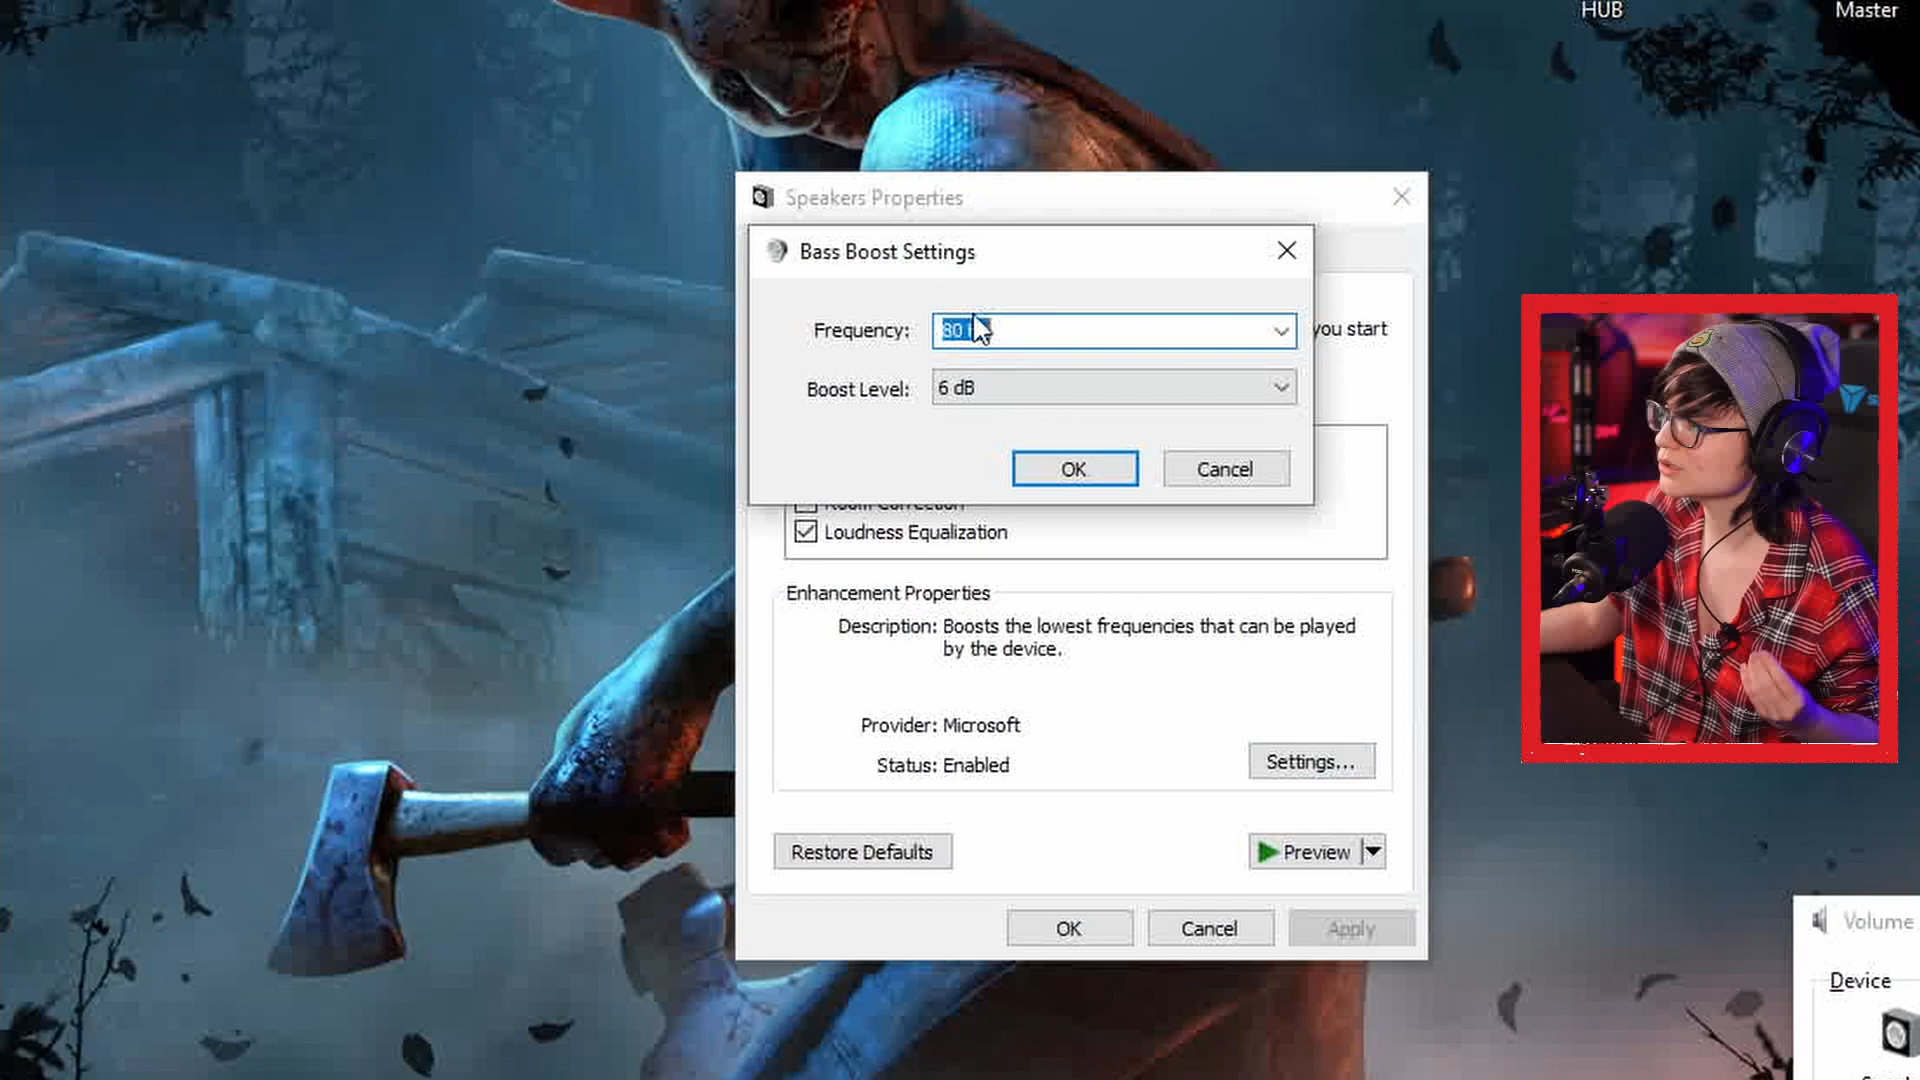 HUB
Master
Speakers Properties
Bass Boost Settings
Frequency: 80
you start
Boost Level: 6 dB
OK
Cancel
Room Correction
Loudness Equalization
Enhancement Properties
Description: Boosts the lowest frequencies that can be played
by the device.
Provider: Microsoft
Status: Enabled
Settings...
Restore Defaults
Preview
OK
Cancel
Apply
Volume
Device